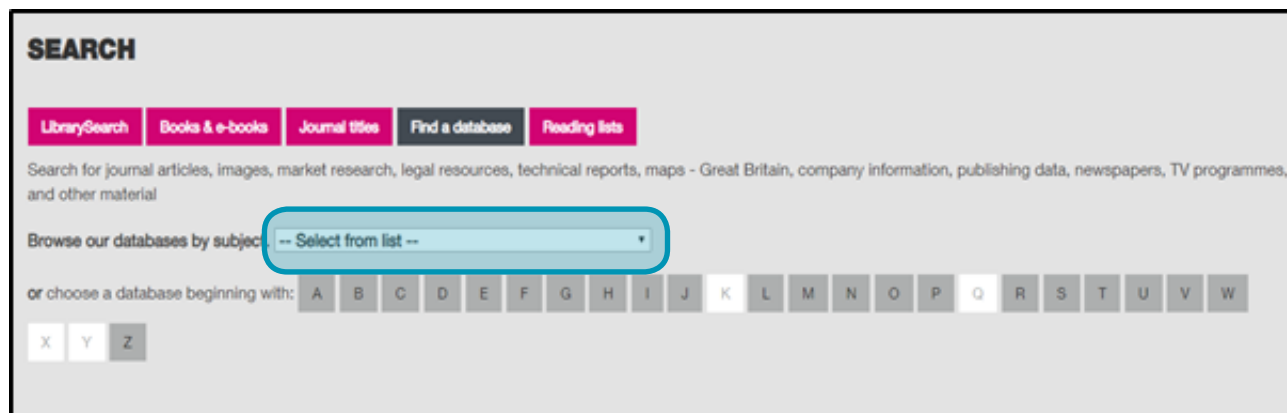 SEARCH
LibrarySearch Books & e-books Journal titles Find a database Reading lists
Search for journal articles, images, market research, legal resources, technical reports, maps - Great Britain, company information, publishing data, newspapers, TV programmes,
and other material
Browse our databases by subject. -- Select from list --
or choose a database beginning with: A B C D E F G H I J K L M N O P Q R S T U V W
X Y Z